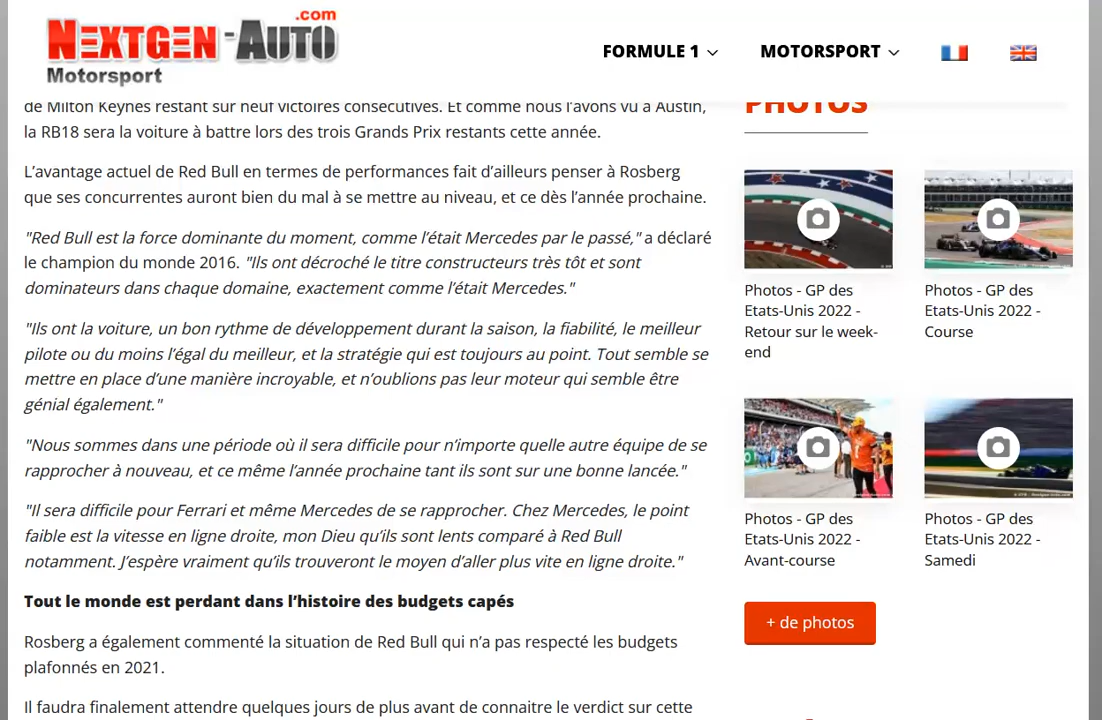 NEXTGEN-AUTO
.com
Motorsport
FORMULE 1
MOTORSPORT
de Milton Keynes restant sur neuf victoires consécutives. Et comme nous l’avons vu à Austin,
la RB18 sera la voiture à battre lors des trois Grands Prix restants cette année.
L’avantage actuel de Red Bull en termes de performances fait d’ailleurs penser à Rosberg
que ses concurrentes auront bien du mal à se mettre au niveau, et ce dès l’année prochaine.
"Red Bull est la force dominante du moment, comme l’était Mercedes par le passé," a déclaré
le champion du monde 2016. "Ils ont décroché le titre constructeurs très tôt et sont
dominateurs dans chaque domaine, exactement comme l’était Mercedes."
"Ils ont la voiture, un bon rythme de développement durant la saison, la fiabilité, le meilleur
pilote ou du moins l’égal du meilleur, et la stratégie qui est toujours au point. Tout semble se
mettre en place d’une manière incroyable, et n’oublions pas leur moteur qui semble être
génial également."
"Nous sommes dans une période où il sera difficile pour n’importe quelle autre équipe de se
rapprocher à nouveau, et ce même l’année prochaine tant ils sont sur une bonne lancée."
"Il sera difficile pour Ferrari et même Mercedes de se rapprocher. Chez Mercedes, le point
faible est la vitesse en ligne droite, mon Dieu qu’ils sont lents comparé à Red Bull
notamment. J’espère vraiment qu’ils trouveront le moyen d’aller plus vite en ligne droite."
Tout le monde est perdant dans l’histoire des budgets capés
Rosberg a également commenté la situation de Red Bull qui n’a pas respecté les budgets
plafonnés en 2021.
Il faudra finalement attendre quelques jours de plus avant de connaitre le verdict sur cette
PHOTOS
Photos - GP des
Etats-Unis 2022 -
Retour sur le week-
end
Photos - GP des
Etats-Unis 2022 -
Course
Photos - GP des
Etats-Unis 2022 -
Avant-course
Photos - GP des
Etats-Unis 2022 -
Samedi
+ de photos